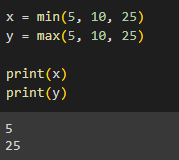 x = min(5, 10, 25)
y = max(5, 10, 25)
print(x)
print(y)
5
25